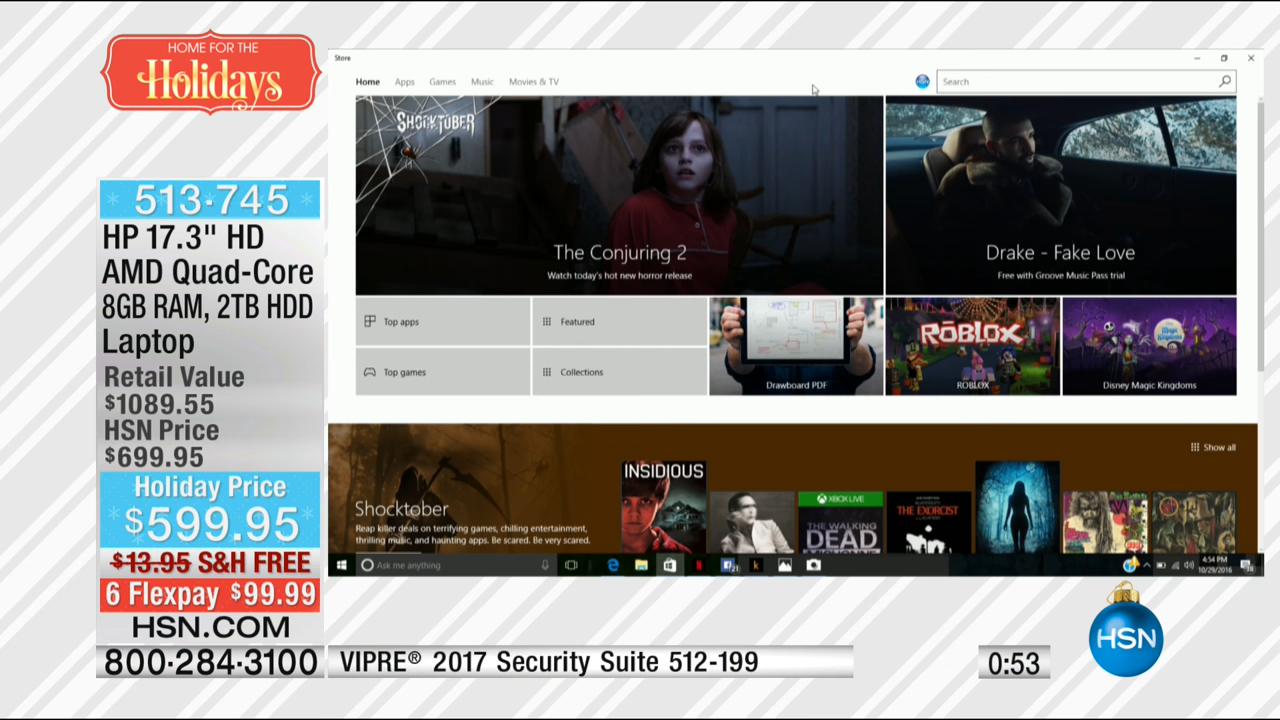 HOME FOR THE
Holidays
513-745
HP 17.3" HD
AMD Quad-Core
8GB RAM, 2TB HDD
Laptop
Retail Value
$1089.55
HSN Price
$699.95
Holiday Price
$599.95
$13.95 S&H FREE
6 Flexpay $99.99
HSN.COM
800-284-3100
Store
Home Apps Games Music Movies & TV
HSN
Search
SHOCKTOBER
The Conjuring 2
Watch today's hot new horror release
Drake - Fake Love
Free with Groove Music Pass trial
Top apps
Featured
Top games
Collections
Drawboard PDF
ROBLOX
ROBLOX
Disney Magic Kingdoms
Show all
Shocktober
Reap killer deals on terrifying games, chilling entertainment,
thrilling music, and haunting apps. Be scared. Be very scared.
INSIDIOUS
XBOX LIVE
THE WALKING
DEAD
THE EXORCIST
Ask me anything
21
4:54 PM
10/29/2016
VIPRE® 2017 Security Suite 512-199
0:53
HSN